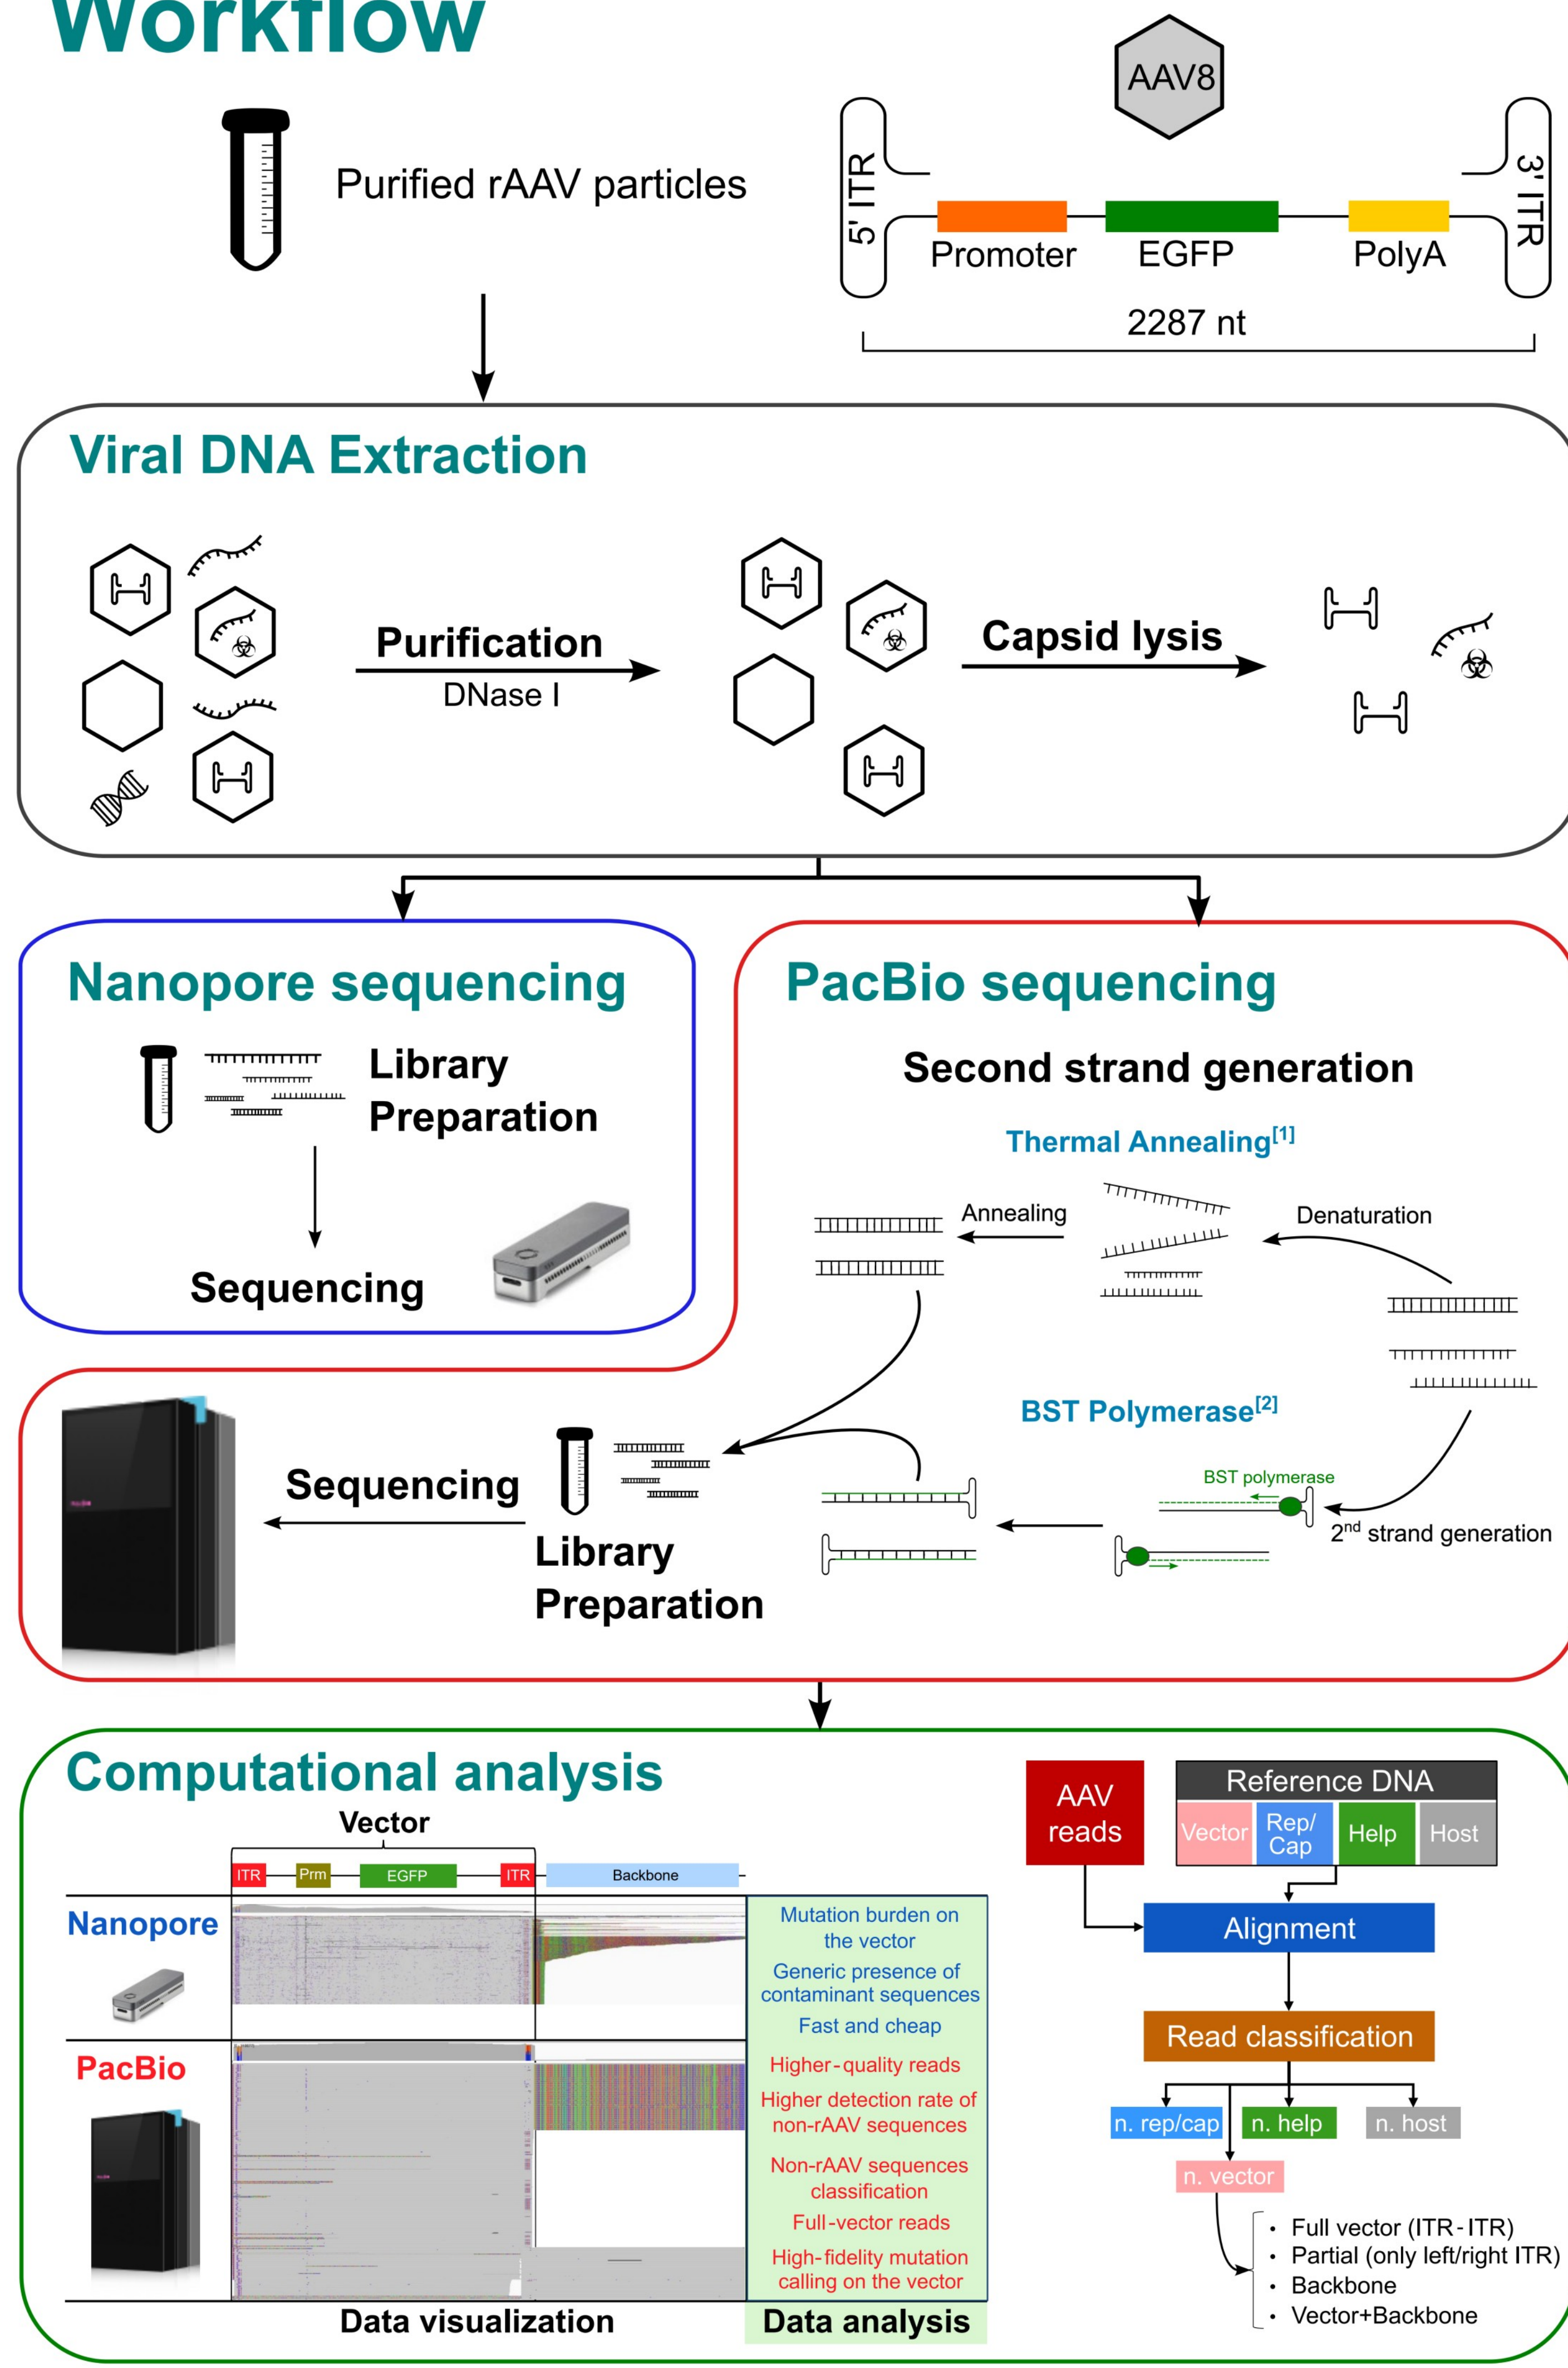 Workflow
AAV8
Purified rAAV particles
5' ITR
3' ITR
Promoter
EGFP
PolyA
2287 nt
Viral DNA Extraction
Purification
DNase I
Capsid lysis
Nanopore sequencing
Library
Preparation
Sequencing
PacBio sequencing
Second strand generation
Thermal Annealing[1]
Annealing
Denaturation
BST Polymerase[2]
BST polymerase
2nd strand generation
Sequencing
Library
Preparation
Computational analysis
Vector
ITR
Prm
EGFP
ITR
Backbone
Nanopore
Mutation burden on
the vector
Generic presence of
contaminant sequences
Fast and cheap
PacBio
Higher-quality reads
Higher detection rate of
non-rAAV sequences
Non-rAAV sequences
classification
Full-vector reads
High-fidelity mutation
calling on the vector
Data visualization
Data analysis
AAV
reads
Reference DNA
Vector
Rep/
Cap
Help
Host
Alignment
Read classification
n. rep/cap
n. help
n. host
n. vector
• Full vector (ITR-ITR)
• Partial (only left/right ITR)
• Backbone
• Vector+Backbone